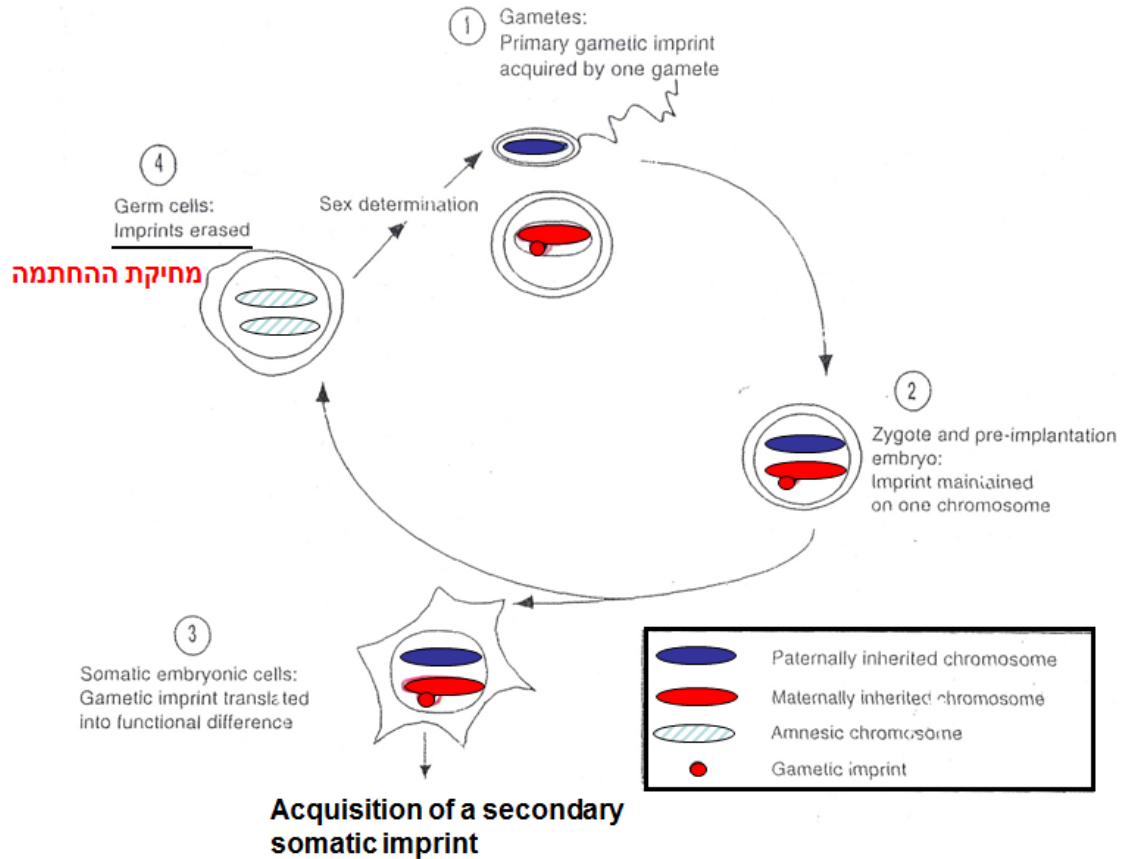 1
Gametes:
Primary gametic imprint
acquired by one gamete
4
Germ cells:
Imprints erased
מחיקת ההחתמה
Sex determination
2
Zygote and pre-implantation
embryo:
Imprint maintained
on one chromosome
3
Somatic embryonic cells:
Gametic imprint translated
into functional difference
Acquisition of a secondary
somatic imprint
Paternally inherited chromosome
Maternally inherited chromosome
Amnesic chromosome
Gametic imprint